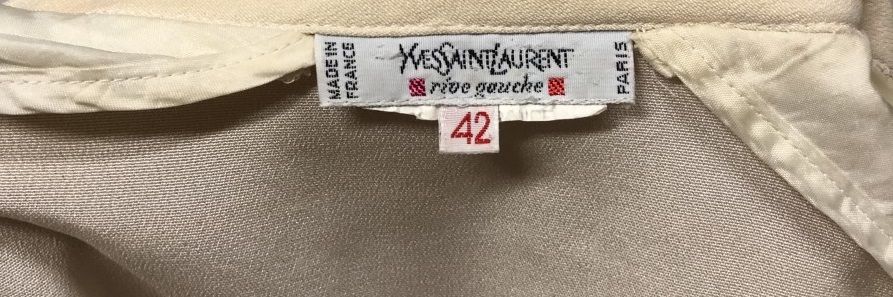 MADE IN
FRANCE
YVESSAINTLAURENT
rive gauche
PARIS
42